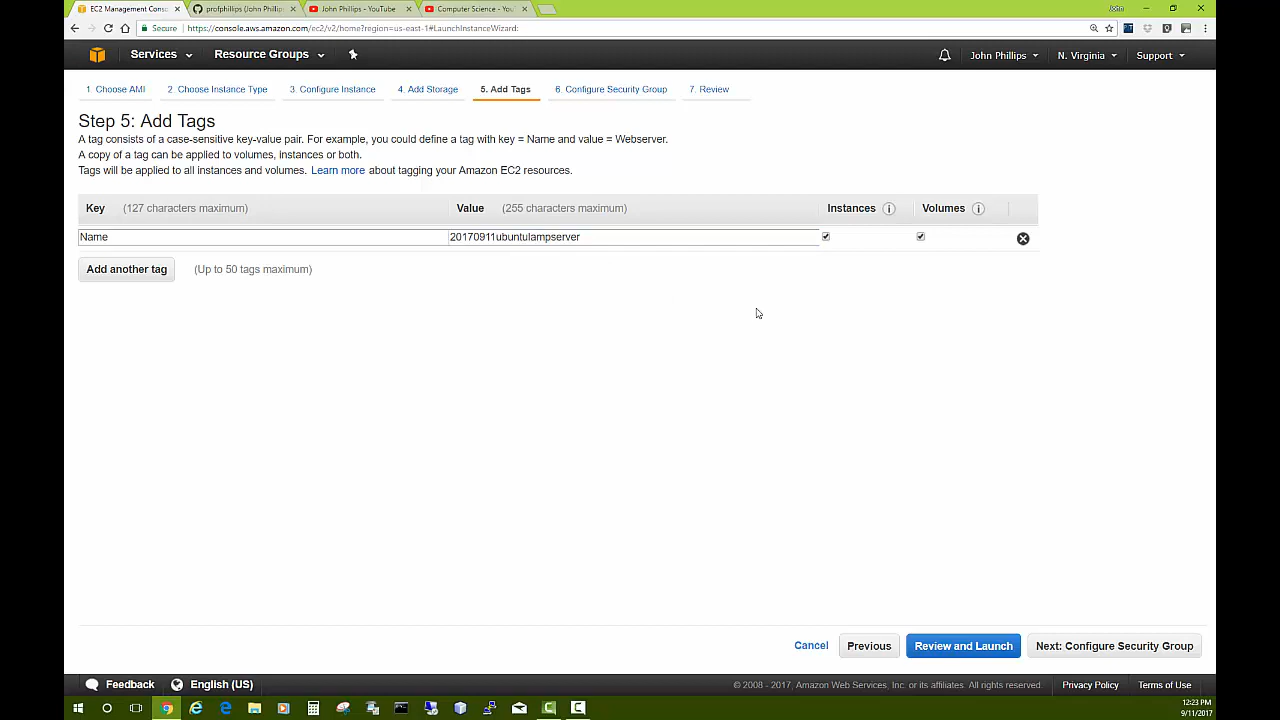 EC2 Management Conso
profphillips (John Phillip
John Phillips - YouTube
Computer Science - You
John
Secure
https://console.aws.amazon.com/ec2/v2/home?region=us-east-1#LaunchInstanceWizard:
Services
Resource Groups
John Phillips
N. Virginia
Support
1. Choose AMI
2. Choose Instance Type
3. Configure Instance
4. Add Storage
5. Add Tags
6. Configure Security Group
7. Review
Step 5: Add Tags
A tag consists of a case-sensitive key-value pair. For example, you could define a tag with key = Name and value = Webserver.
A copy of a tag can be applied to volumes, instances or both.
Tags will be applied to all instances and volumes. Learn more about tagging your Amazon EC2 resources.
Key (127 characters maximum)
Value (255 characters maximum)
Instances
Volumes
Name
20170911ubuntulampserver
Add another tag
(Up to 50 tags maximum)
Cancel
Previous
Review and Launch
Next: Configure Security Group
Feedback
English (US)
© 2008 - 2017, Amazon Web Services, Inc. or its affiliates. All rights reserved.
Privacy Policy
Terms of Use
12:23 PM
9/11/2017